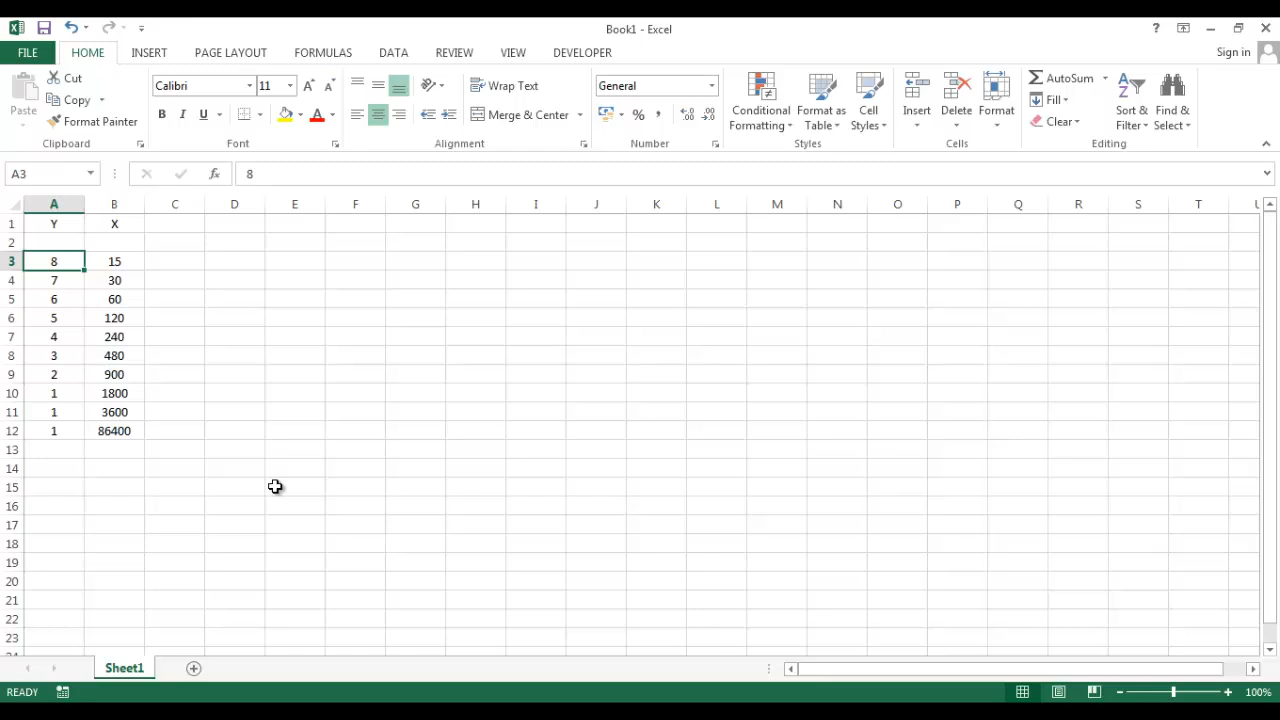 Book1 - Excel
? X
FILE HOME INSERT PAGE LAYOUT FORMULAS DATA REVIEW VIEW DEVELOPER Sign in
Paste
Cut
Copy
Format Painter
Clipboard
Calibri 11
B I U
Font
Wrap Text
Merge & Center
Alignment
General
% ,
Number
Conditional Formatting
Format as Table
Cell Styles
Styles
Insert
Delete
Format
Cells
AutoSum
Fill
Clear
Sort & Filter
Find & Select
Editing
A3 fx 8
A B C D E F G H I J K L M N O P Q R S T U
1 Y X
2
3 8 15
4 7 30
5 6 60
6 5 120
7 4 240
8 3 480
9 2 900
10 1 1800
11 1 3600
12 1 86400
13
14
15
16
17
18
19
20
21
22
23
Sheet1
READY 100%